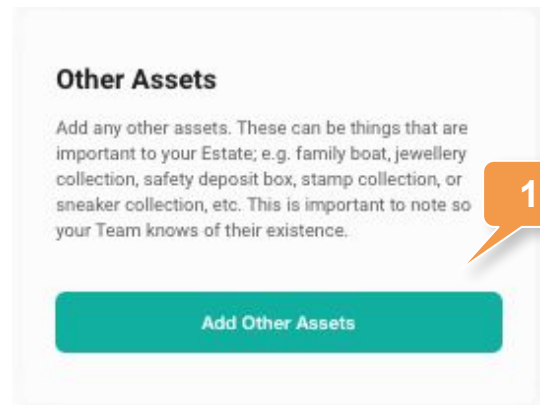 Other Assets
Add any other assets. These can be things that are
important to your Estate; e.g. family boat, jewellery
collection, safety deposit box, stamp collection, or
sneaker collection, etc. This is important to note so
your Team knows of their existence.
1
Add Other Assets